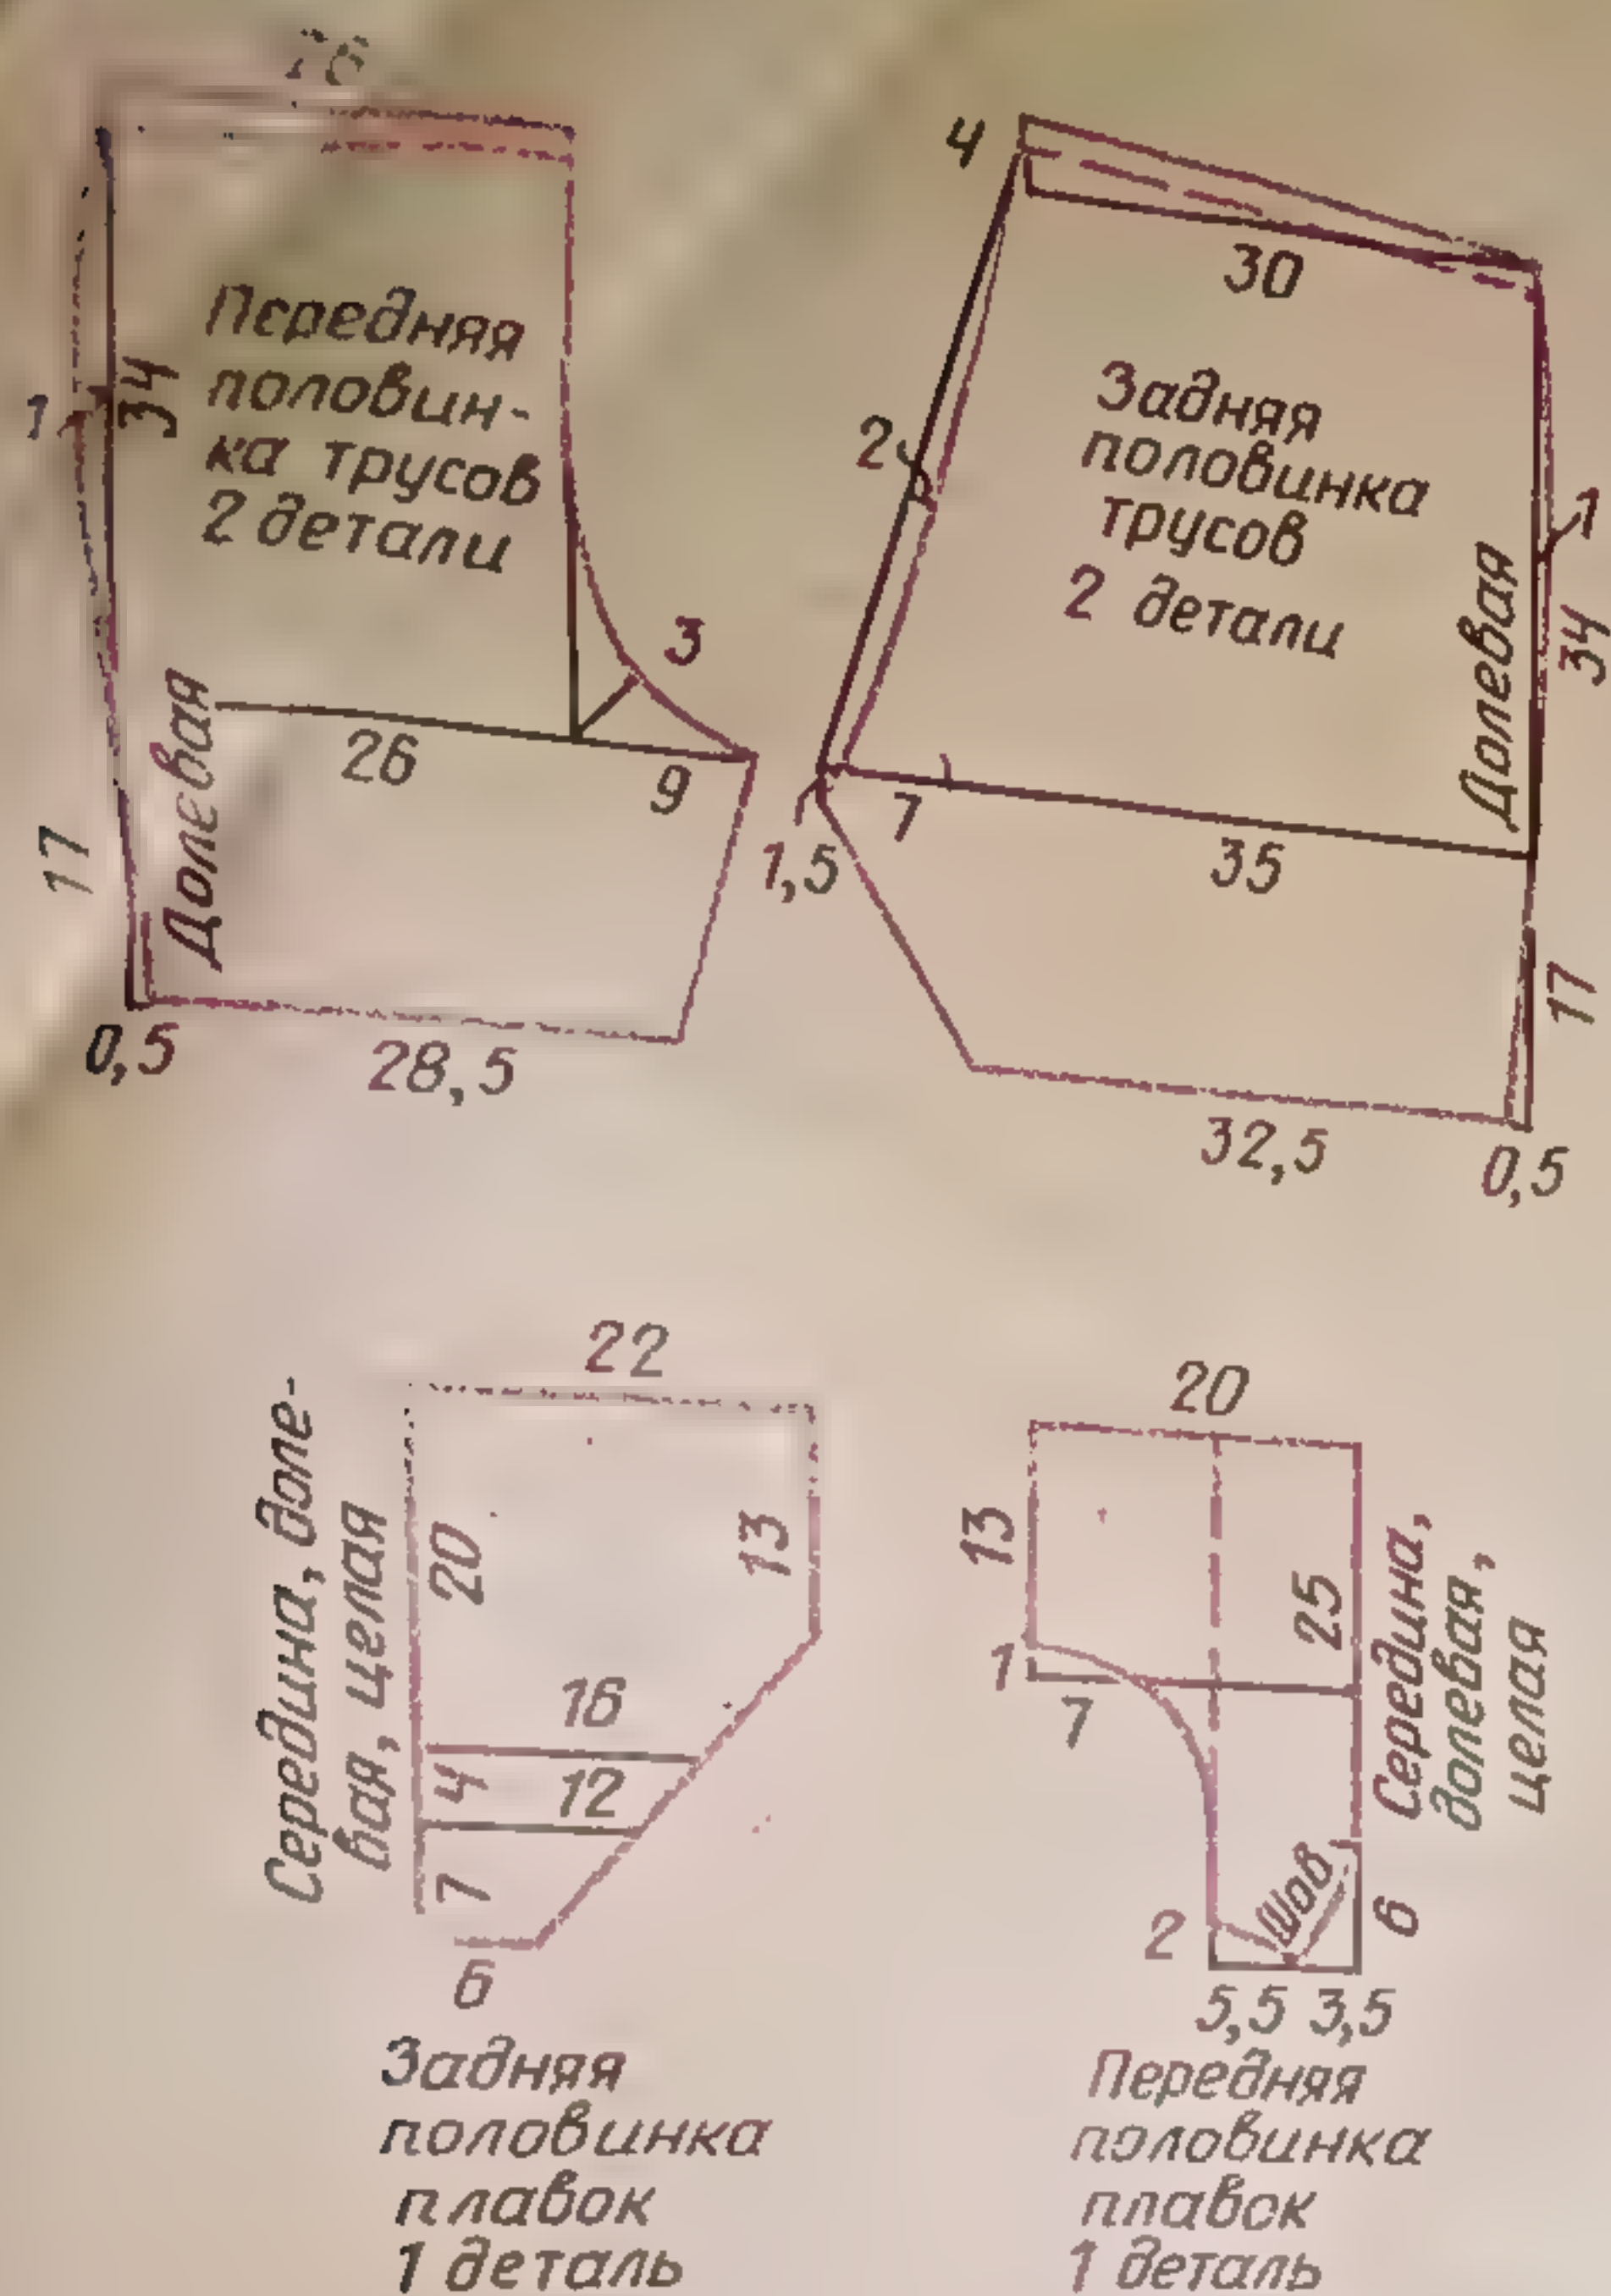 1
34
Передняя
половин-
ка трусов
2 детали
3
26
9
17
Долевая
0,5
28,5
4
30
2
Задняя
половинка
трусов
2 детали
1
34
Долевая
1,5
7
35
17
32,5
0,5
22
Середина, доле-
вая, целая
20
13
16
4
12
7
6
Задняя
половинка
плавок
1 деталь
20
13
25
Середина,
долевая,
целая
1
7
2
Шов
6
5,5 3,5
Передняя
половинка
плавок
1 деталь